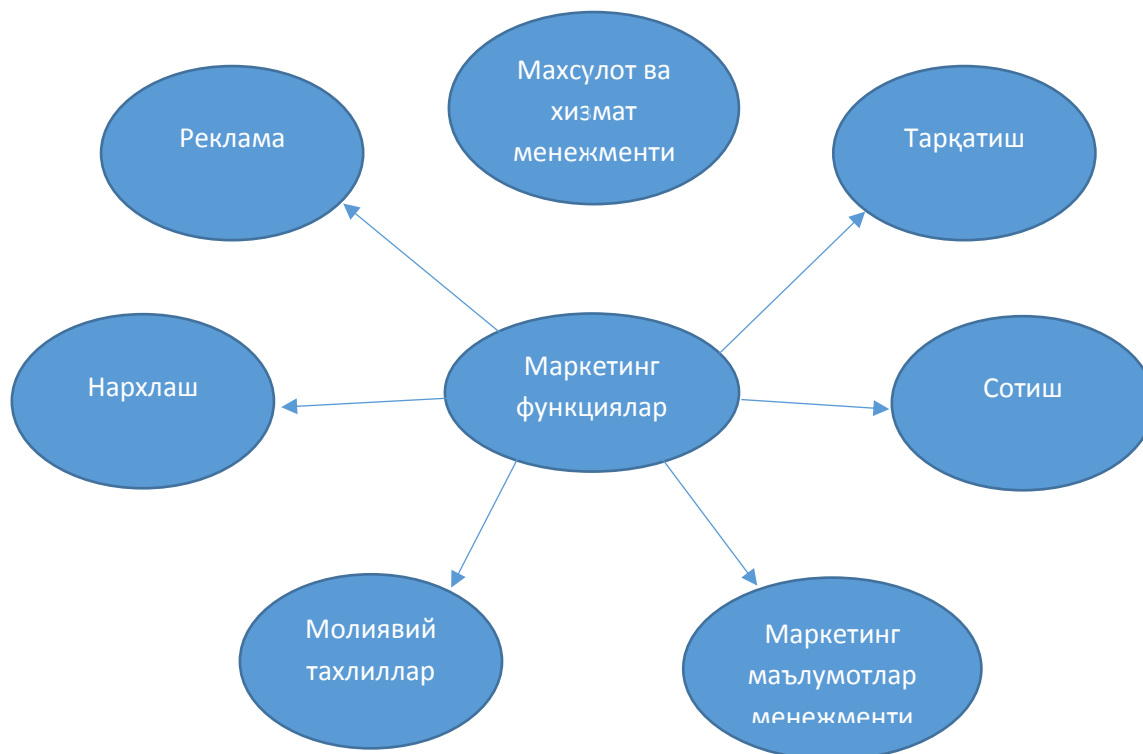 Махсулот ва
хизмат
менежменти
Реклама
Тарқатиш
Маркетинг
функциялар
Нархлаш
Сотиш
Молиявий
тахлиллар
Маркетинг
маълумотлар
менежменти